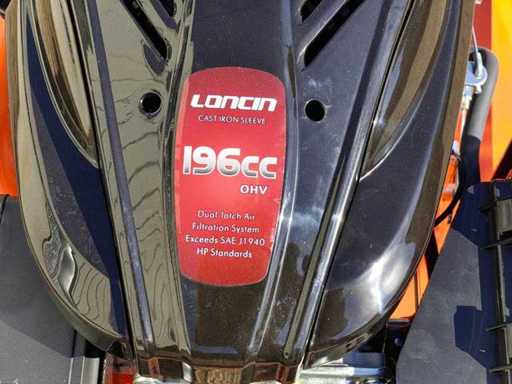 LONCIN
CAST IRON SLEEVE
196cc
OHV
Dual-Latch Air
Filtration System
Exceeds SAE J1940
HP Standards